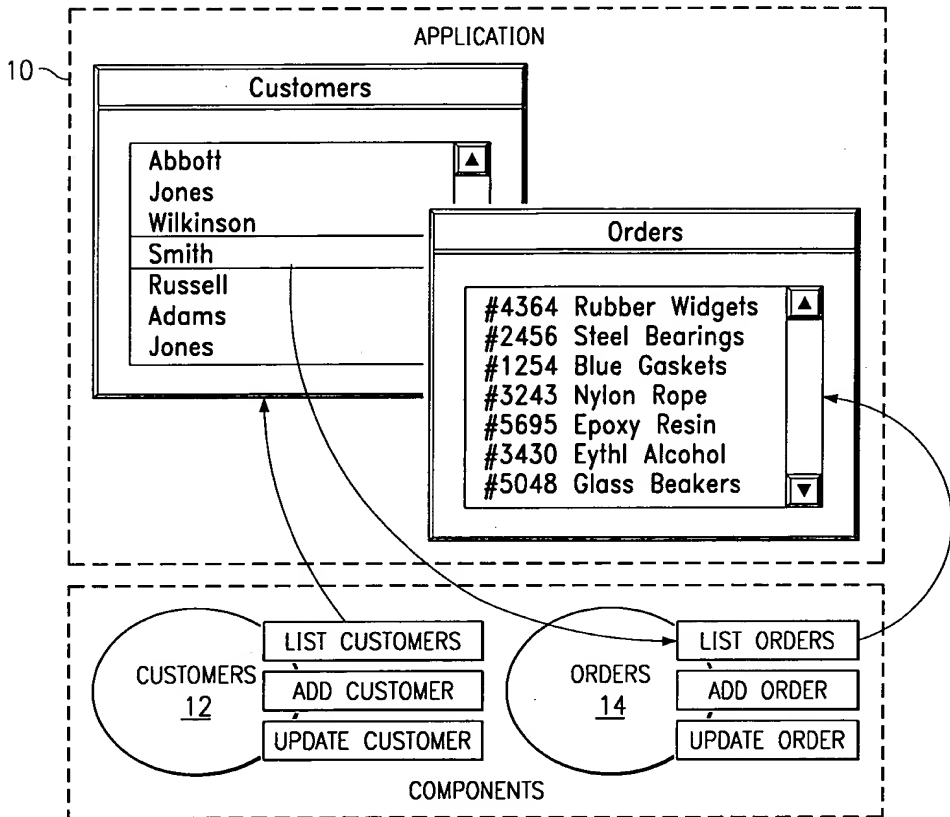 APPLICATION
10
Customers
Abbott
Jones
Wilkinson
Smith
Russell
Adams
Jones
Orders
#4364 Rubber Widgets
#2456 Steel Bearings
#1254 Blue Gaskets
#3243 Nylon Rope
#5695 Epoxy Resin
#3430 Eythl Alcohol
#5048 Glass Beakers
CUSTOMERS
12
LIST CUSTOMERS
ADD CUSTOMER
UPDATE CUSTOMER
ORDERS
14
LIST ORDERS
ADD ORDER
UPDATE ORDER
COMPONENTS